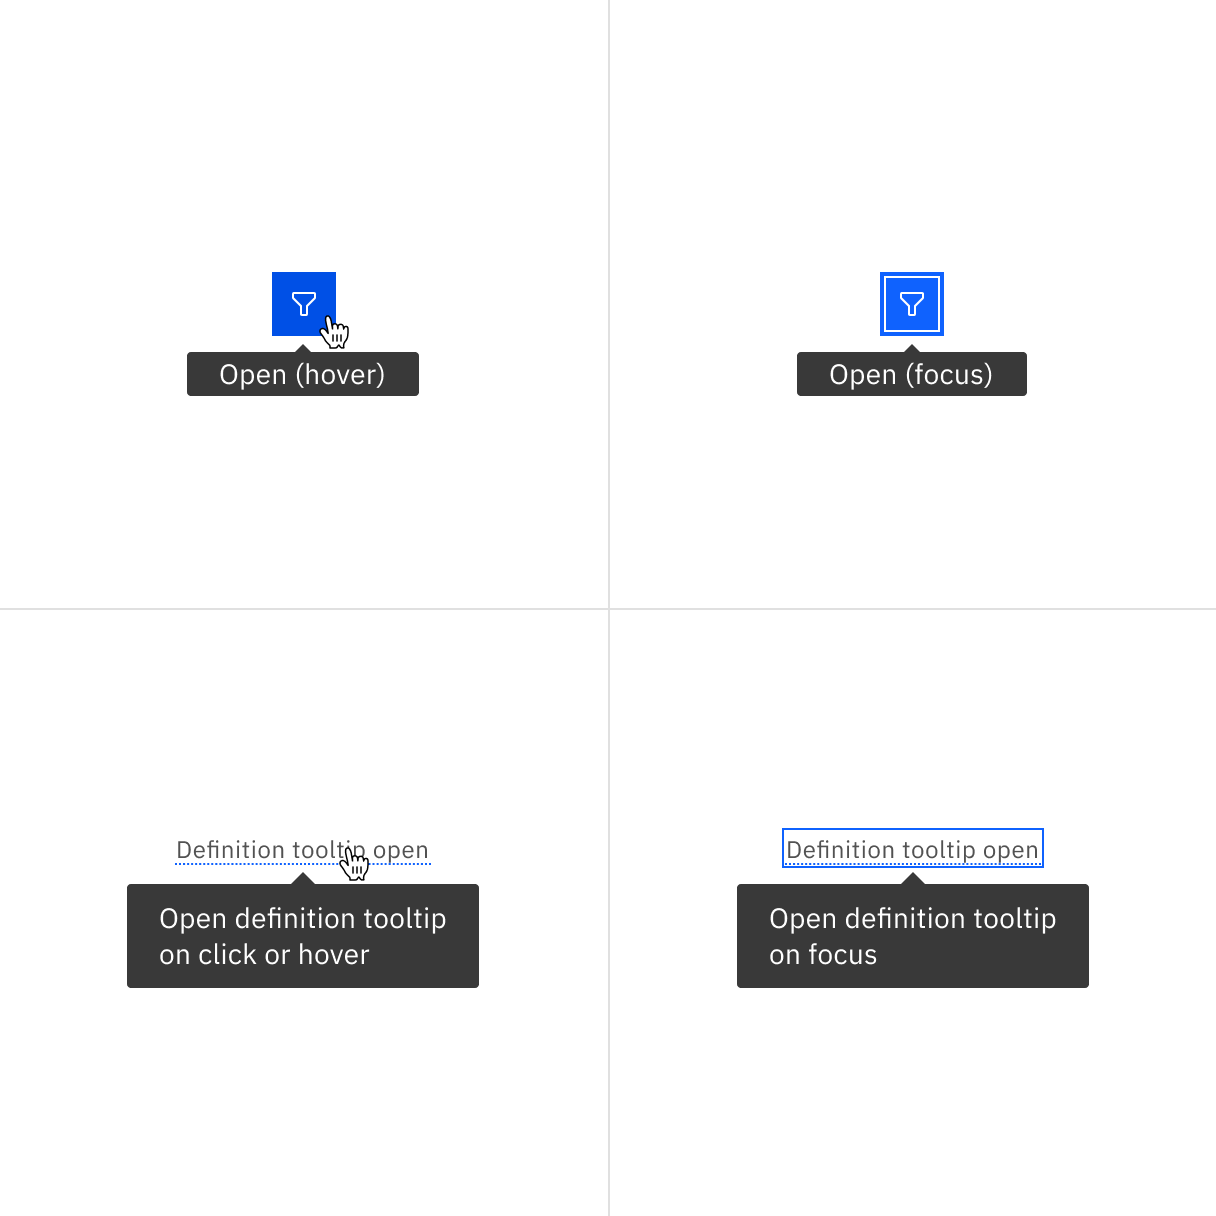 Open (hover)
Open (focus)
Definition tooltip open
Open definition tooltip
on click or hover
Definition tooltip open
Open definition tooltip
on focus